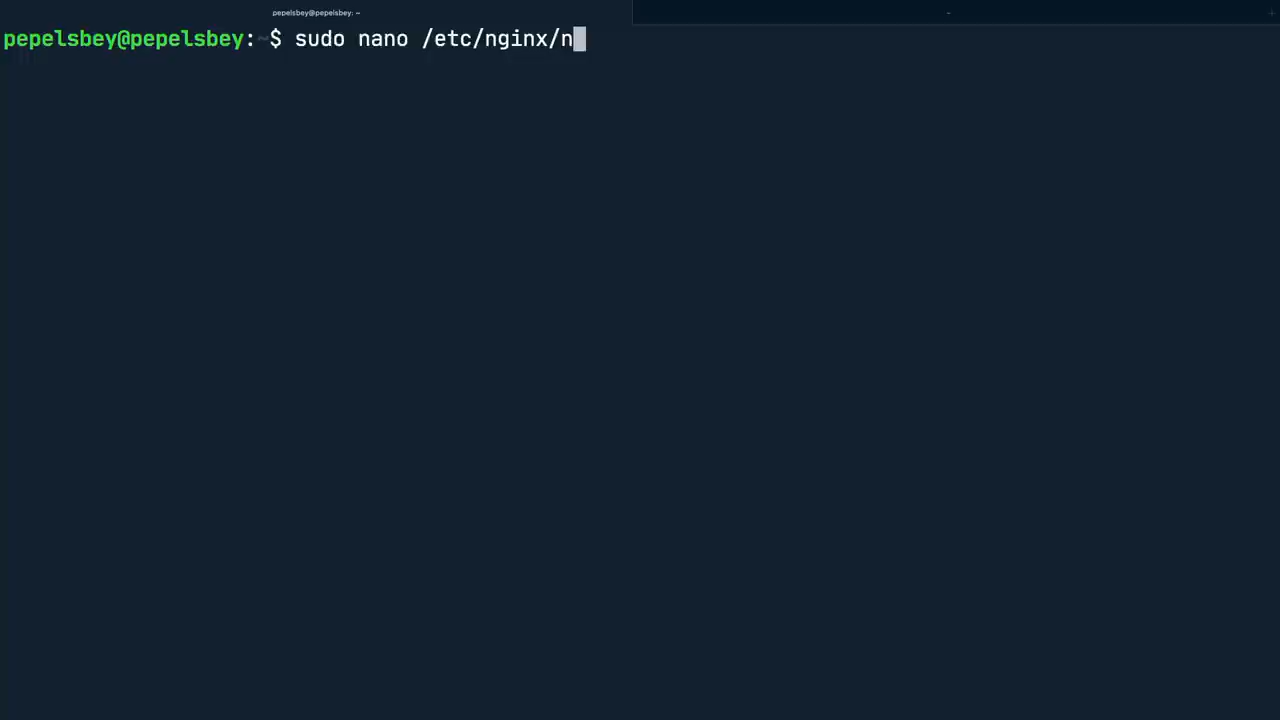 pepelsbey@pepelsbey: ~
~
+
pepelsbey@pepelsbey:~$ sudo nano /etc/nginx/n